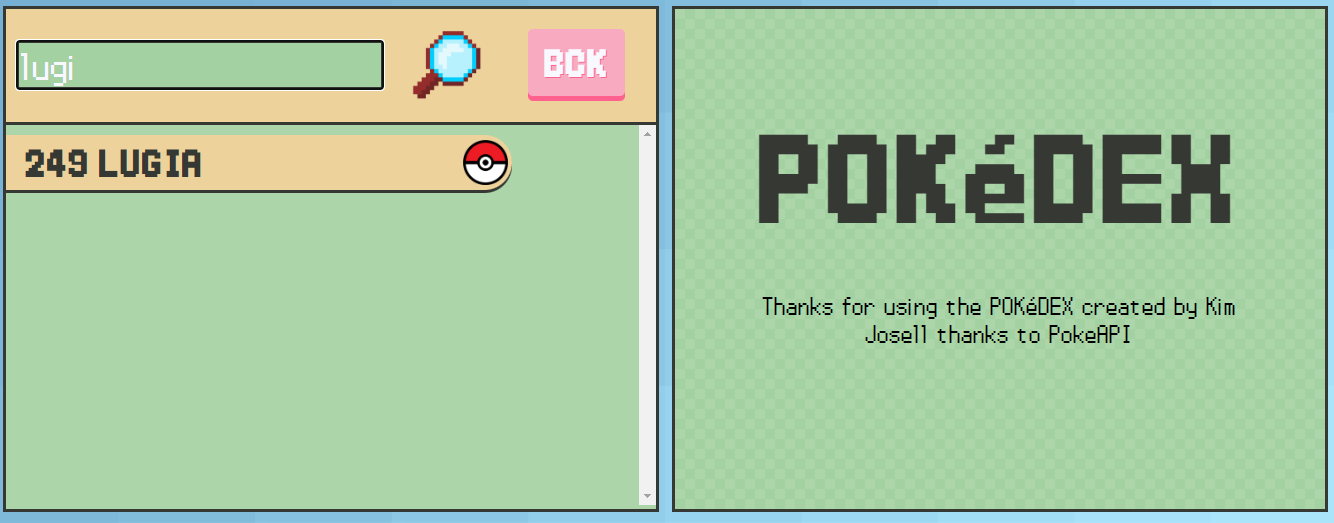 lugi
BCK
249 LUGIA
POKéDEX
Thanks for using the POKéDEX created by Kim
Josell thanks to PokeAPI